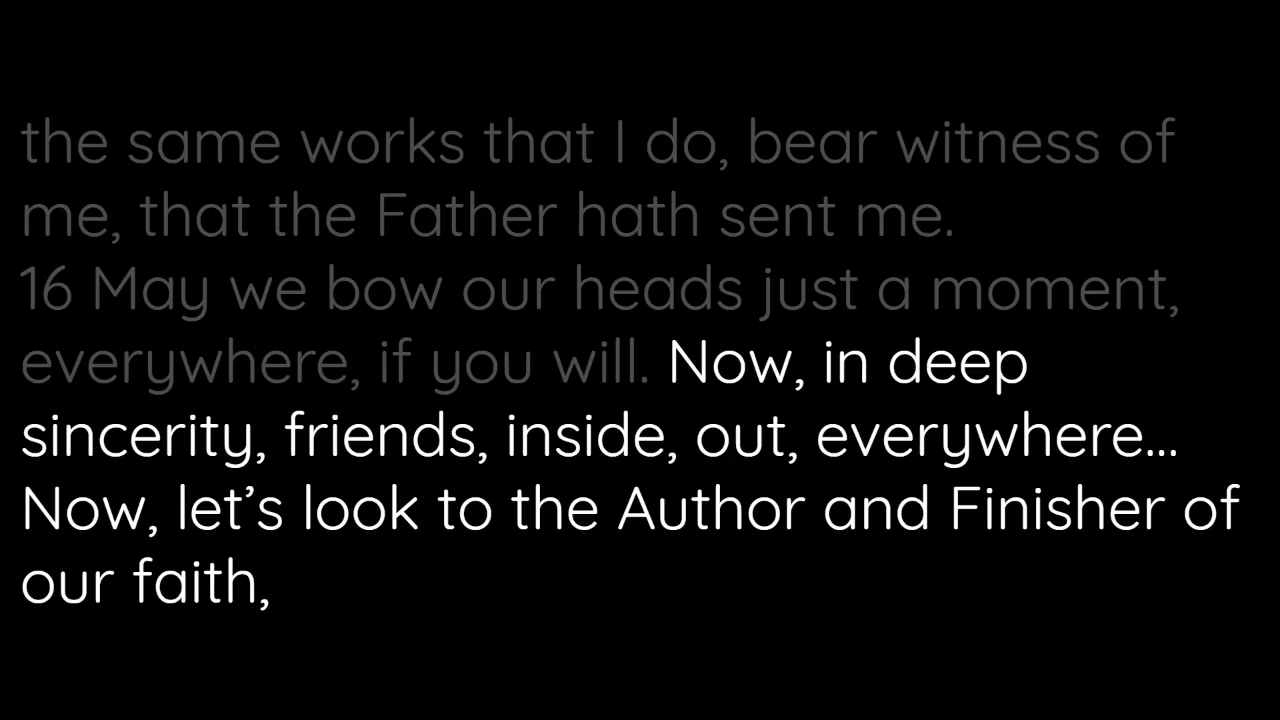 the same works that I do, bear witness of
me, that the Father hath sent me.
16 May we bow our heads just a moment,
everywhere, if you will. Now, in deep
sincerity, friends, inside, out, everywhere...
Now, let’s look to the Author and Finisher of
our faith,